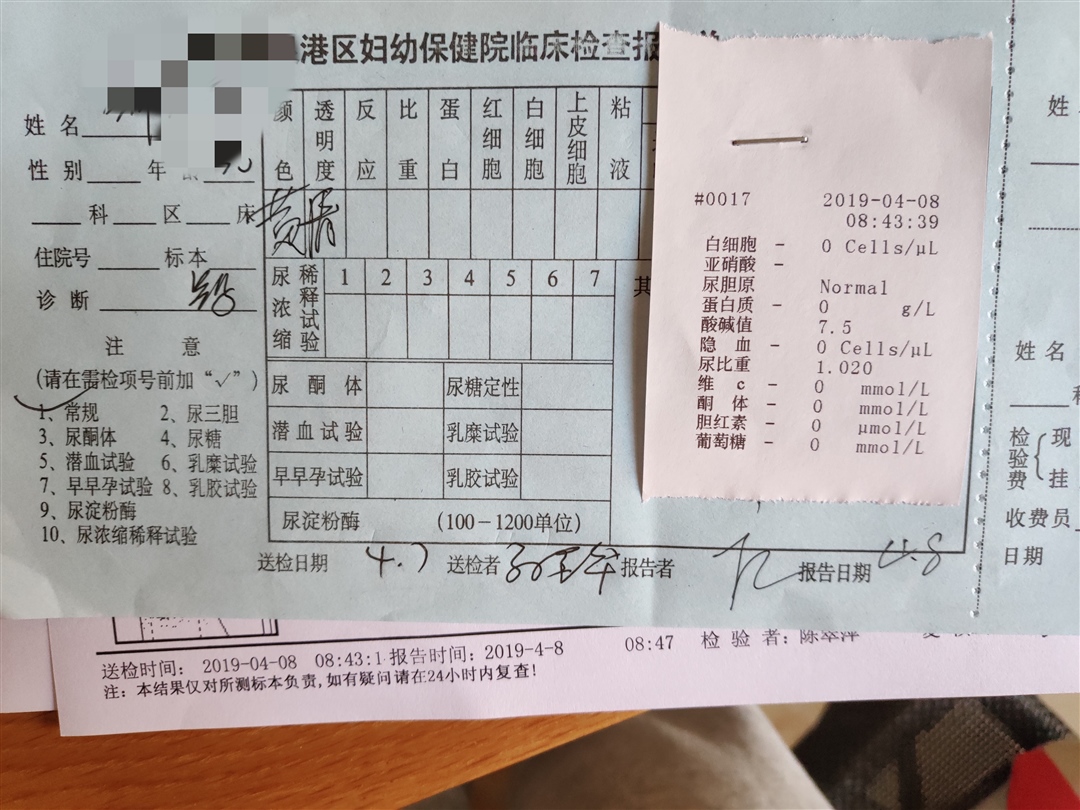 港区妇幼保健院临床检查报
姓名
性别 年
科 区 床
住院号 标本
诊断
注意
(请在需检项号前加“√”)
1、常规 2、尿三胆
3、尿酮体 4、尿糖
5、潜血试验 6、乳糜试验
7、早早孕试验 8、乳胶试验
9、尿淀粉酶
10、尿浓缩稀释试验
颜色 透明度 反应 比重 蛋白 红细胞 白细胞 上皮细胞 粘液
黄 清
尿浓缩稀释试验 1 2 3 4 5 6 7 其
尿酮体 尿糖定性
潜血试验 乳糜试验
早早孕试验 乳胶试验
尿淀粉酶 (100-1200单位)
送检日期 4.7 送检者 报告者 报告日期 4.8
#0017 2019-04-08
08:43:39
白细胞 - 0 Cells/μL
亚硝酸 -
尿胆原 Normal
蛋白质 - 0 g/L
酸碱值 7.5
隐血 - 0 Cells/μL
尿比重 1.020
维c - 0 mmol/L
酮体 - 0 mmol/L
胆红素 - 0 μmol/L
葡萄糖 - 0 mmol/L
姓
姓名
检验费{现
挂
收费员
日期
送检时间: 2019-04-08 08:43:1 报告时间: 2019-4-8 08:47 检验者:
注: 本结果仅对所测标本负责,如有疑问请在24小时内复查!